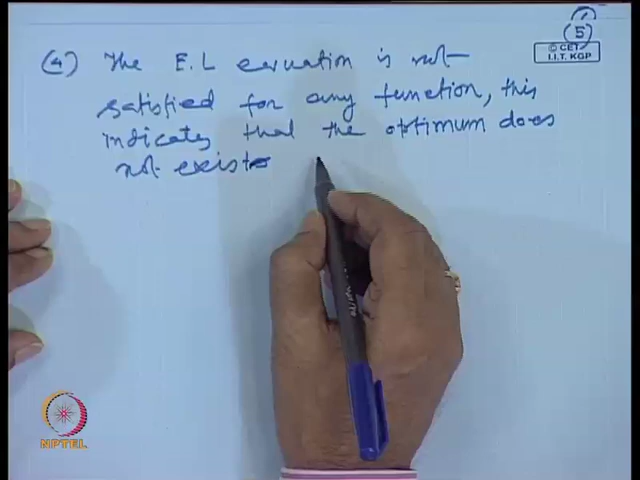 (5)
© CET
I.I.T. KGP
(4) The E.L equation is not
satisfied for any function, this
indicates that the optimum does
not exist
NPTEL